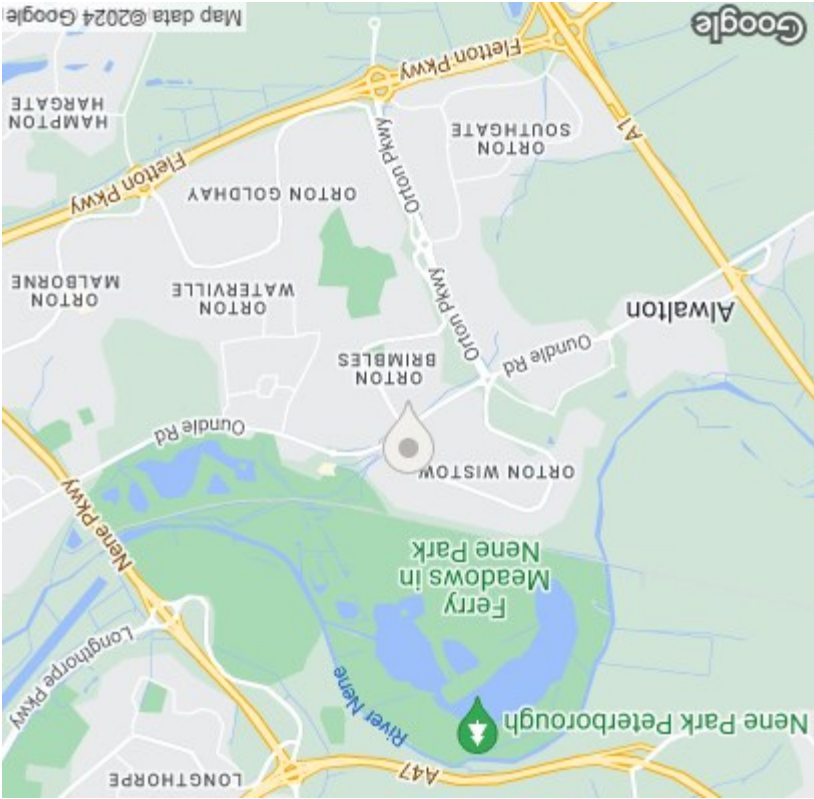 LONGTHORPE
A47
Nene Park Peterborough
River Nene
Longthorpe Pkwy
Ferry
Meadows in
Nene Park
Nene Pkwy
ORTON WISTOW
Oundle Rd
ORTON
BRIMBLES
Oundle Rd
Alwalton
Orton Pkwy
ORTON
WATERVILLE
ORTON
MALBORNE
ORTON GOLDHAY
Orton Pkwy
Fletton Pkwy
ORTON
SOUTHGATE
A1
HAMPTON
HARGATE
Fletton Pkwy
Google
Map data ©2024 Google